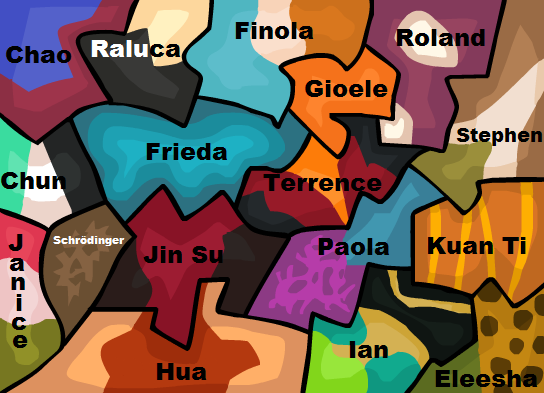 Chao
Raluca
Finola
Roland
Gioele
Stephen
Frieda
Chun
Terrence
Schrödinger
Janice
Jin Su
Paola
Kuan Ti
Ian
Hua
Eleesha